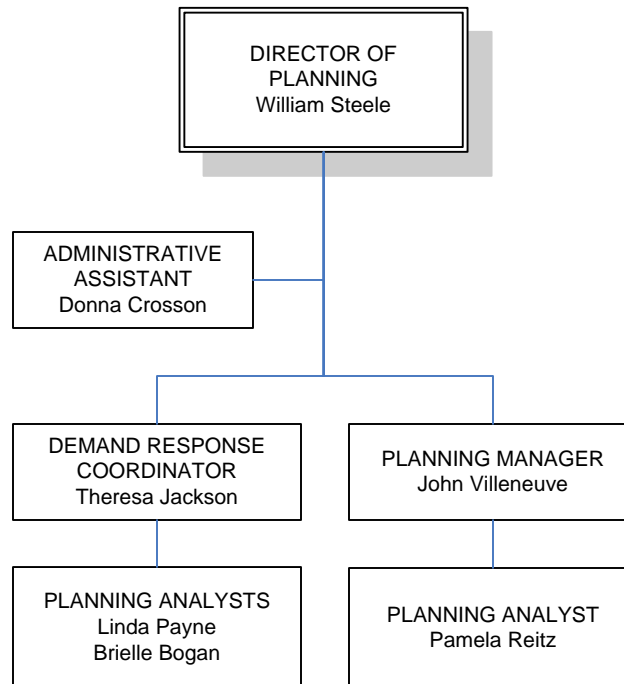 DIRECTOR OF
PLANNING
William Steele
ADMINISTRATIVE
ASSISTANT
Donna Crosson
DEMAND RESPONSE
COORDINATOR
Theresa Jackson
PLANNING MANAGER
John Villeneuve
PLANNING ANALYSTS
Linda Payne
Brielle Bogan
PLANNING ANALYST
Pamela Reitz